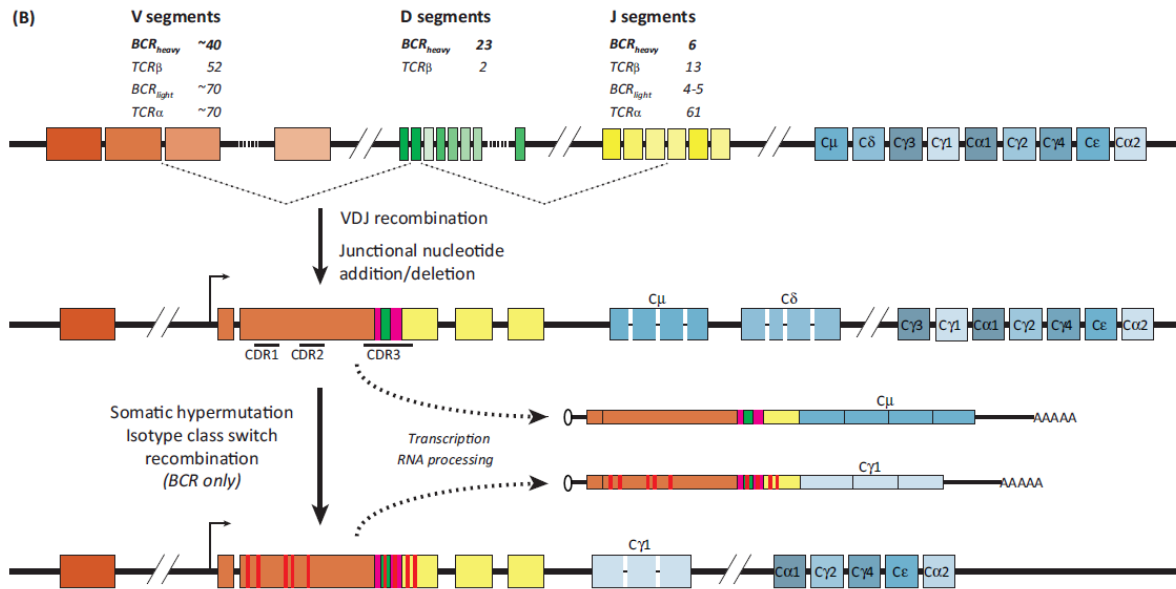 (B)
V segments
BCRheavy ~40
TCRβ 52
BCRlight ~70
TCRα ~70
D segments
BCRheavy 23
TCRβ 2
J segments
BCRheavy 6
TCRβ 13
BCRlight 4-5
TCRα 61
Cμ Cδ Cγ3 Cγ1 Cα1 Cγ2 Cγ4 Cε Cα2
VDJ recombination
Junctional nucleotide
addition/deletion
Cμ Cδ
Cγ3 Cγ1 Cα1 Cγ2 Cγ4 Cε Cα2
CDR1 CDR2 CDR3
Somatic hypermutation
Isotype class switch
recombination
(BCR only)
Transcription
RNA processing
Cμ
AAAAA
Cγ1
AAAAA
Cγ1
Cα1 Cγ2 Cγ4 Cε Cα2